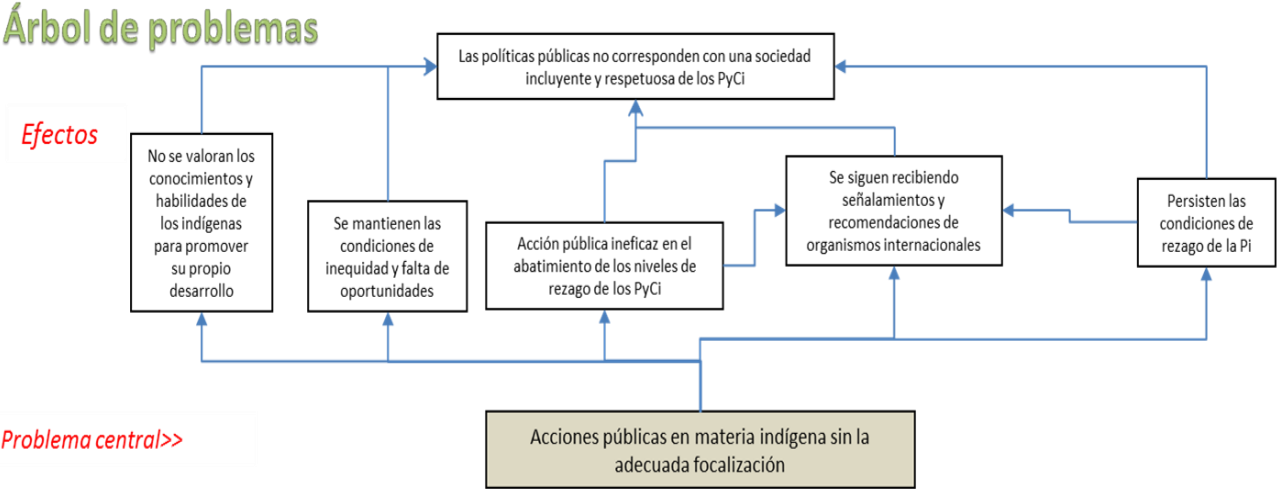 Árbol de problemas
Las políticas públicas no corresponden con una sociedad
incluyente y respetuosa de los PyCi
Efectos
No se valoran los
conocimientos y
habilidades de
los indígenas
para promover
su propio
desarrollo
Se mantienen las
condiciones de
inequidad y falta de
oportunidades
Acción pública ineficaz en el
abatimiento de los niveles de
rezago de los PyCi
Se siguen recibiendo
señalamientos y
recomendaciones de
organismos internacionales
Persisten las
condiciones de
rezago de la Pi
Problema central>>
Acciones públicas en materia indígena sin la
adecuada focalización